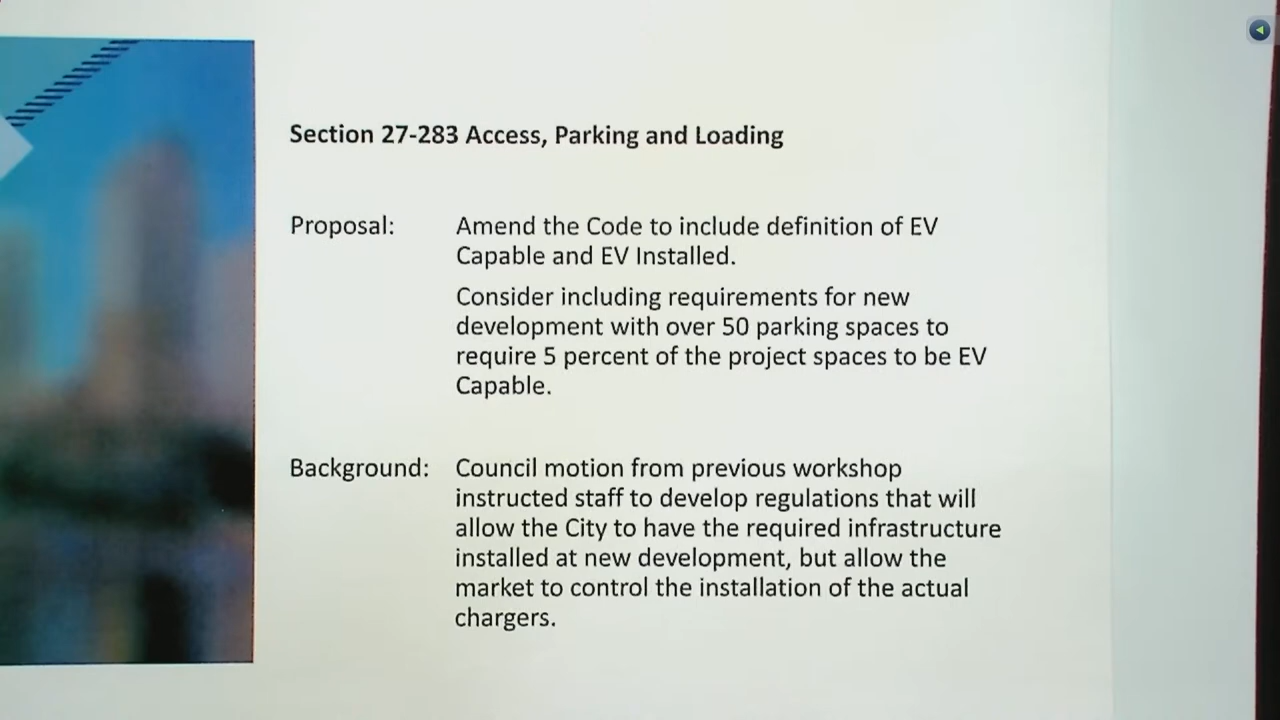 Section 27-283 Access, Parking and Loading
Proposal: Amend the Code to include definition of EV
Capable and EV Installed.
Consider including requirements for new
development with over 50 parking spaces to
require 5 percent of the project spaces to be EV
Capable.
Background: Council motion from previous workshop
instructed staff to develop regulations that will
allow the City to have the required infrastructure
installed at new development, but allow the
market to control the installation of the actual
chargers.